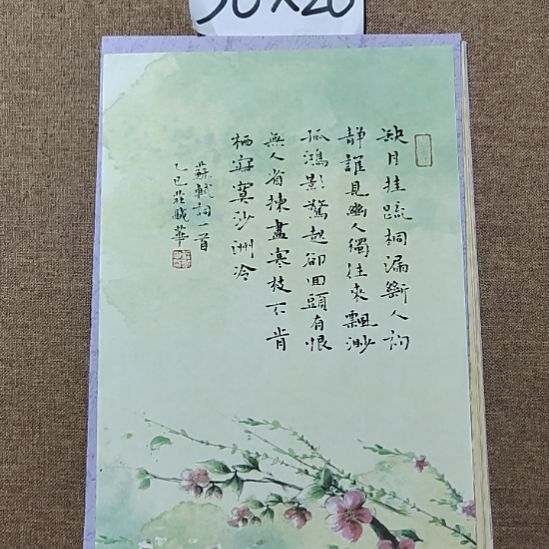 缺月挂疏桐漏斷人初
靜誰見幽人獨往來飄渺
孤鴻影驚起卻回頭有恨
無人省揀盡寒枝不肯
栖寂寞沙洲冷
蘇軾詞一首
乙巳莊華